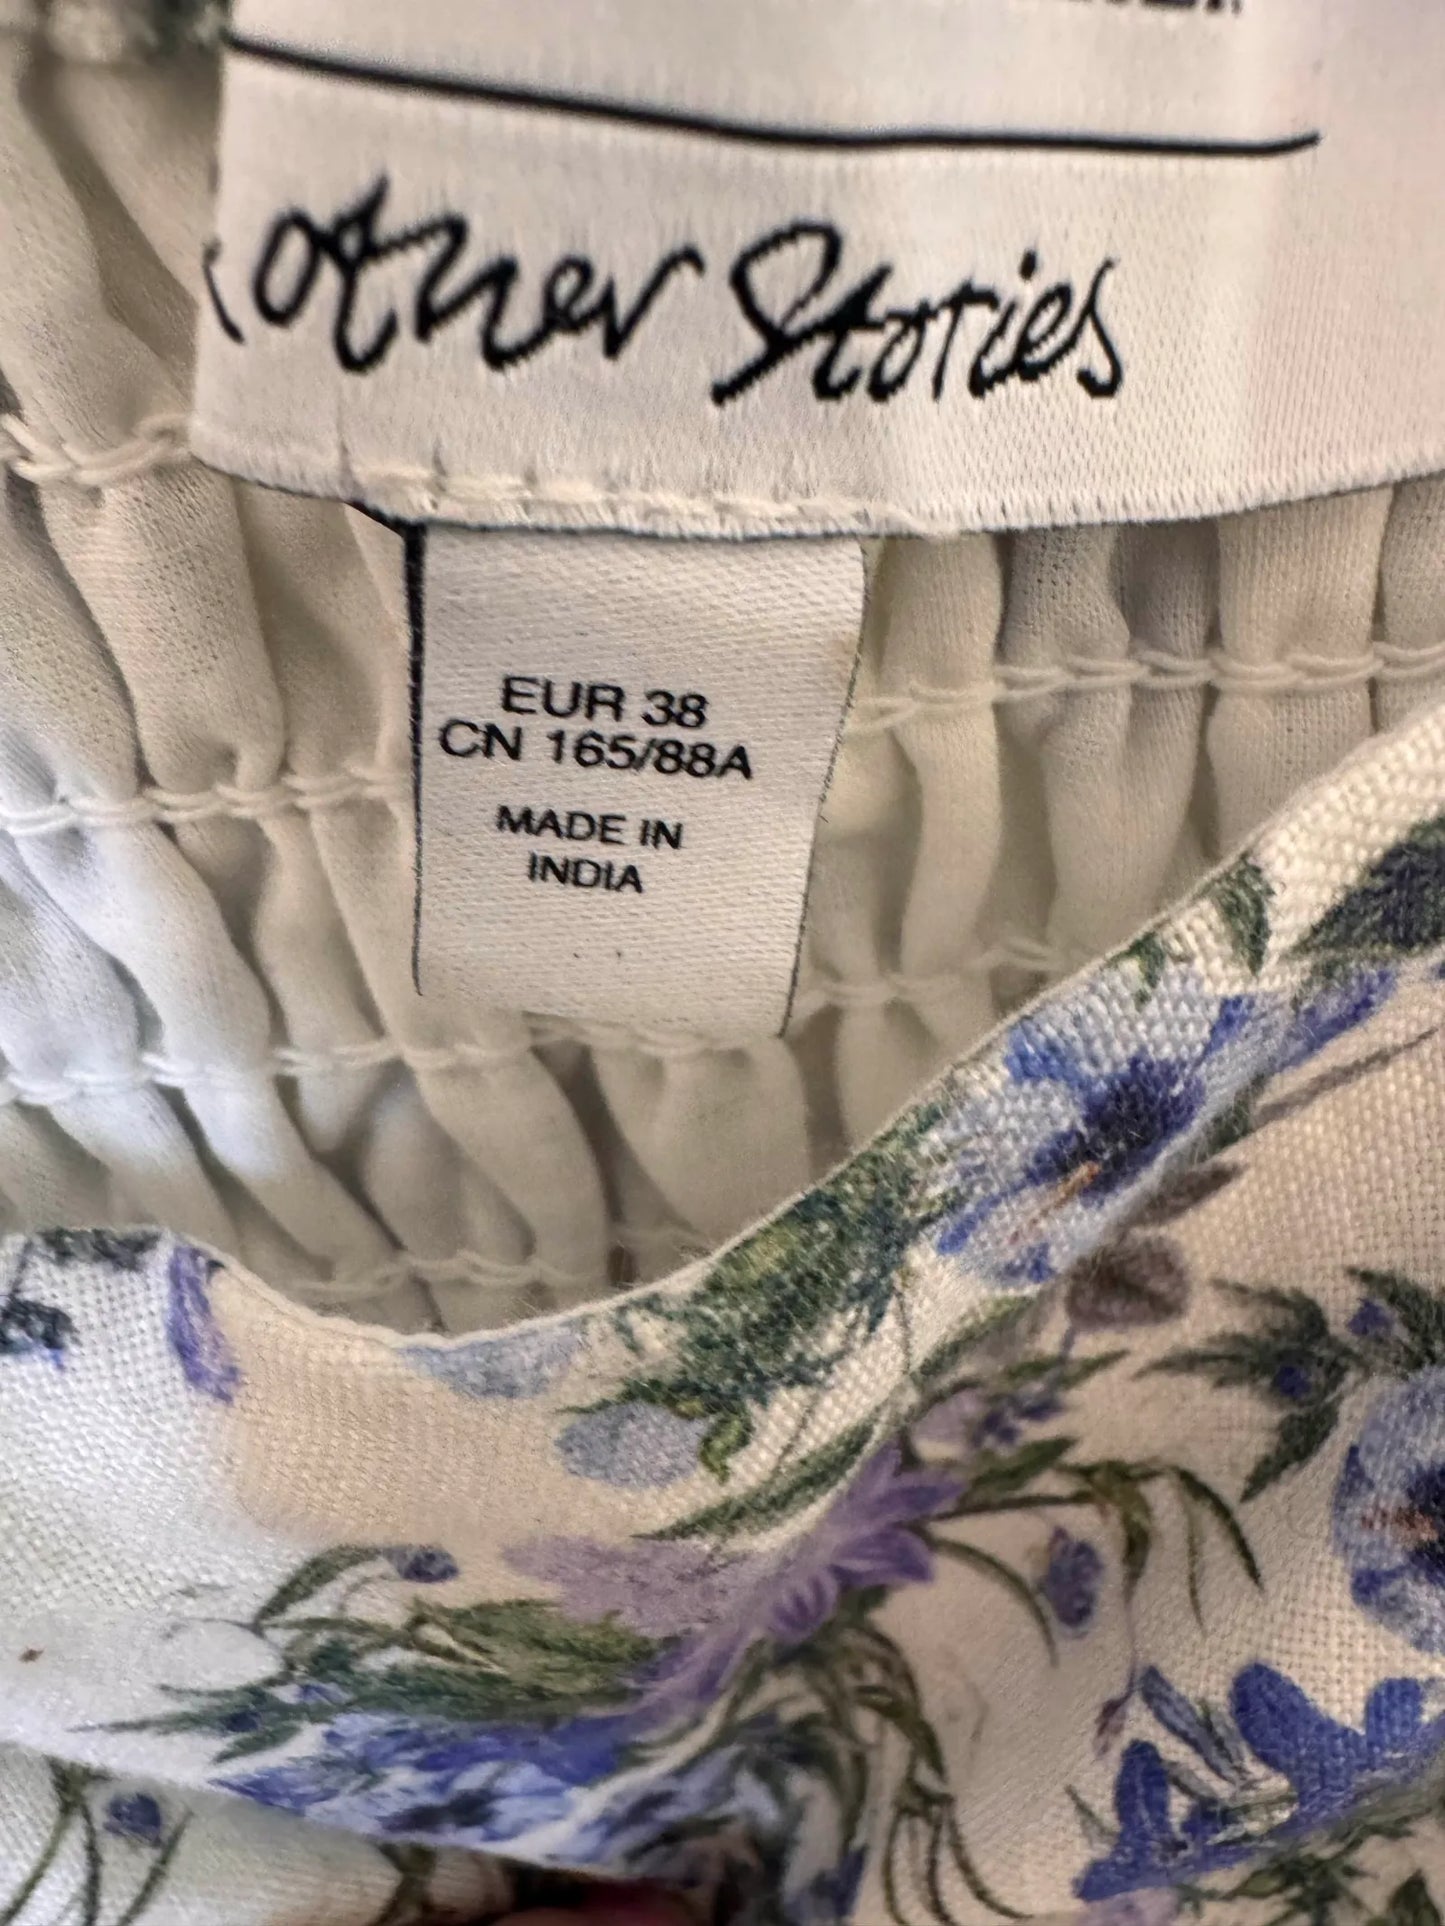 other Stories
EUR 38
CN 165/88A
MADE IN
INDIA